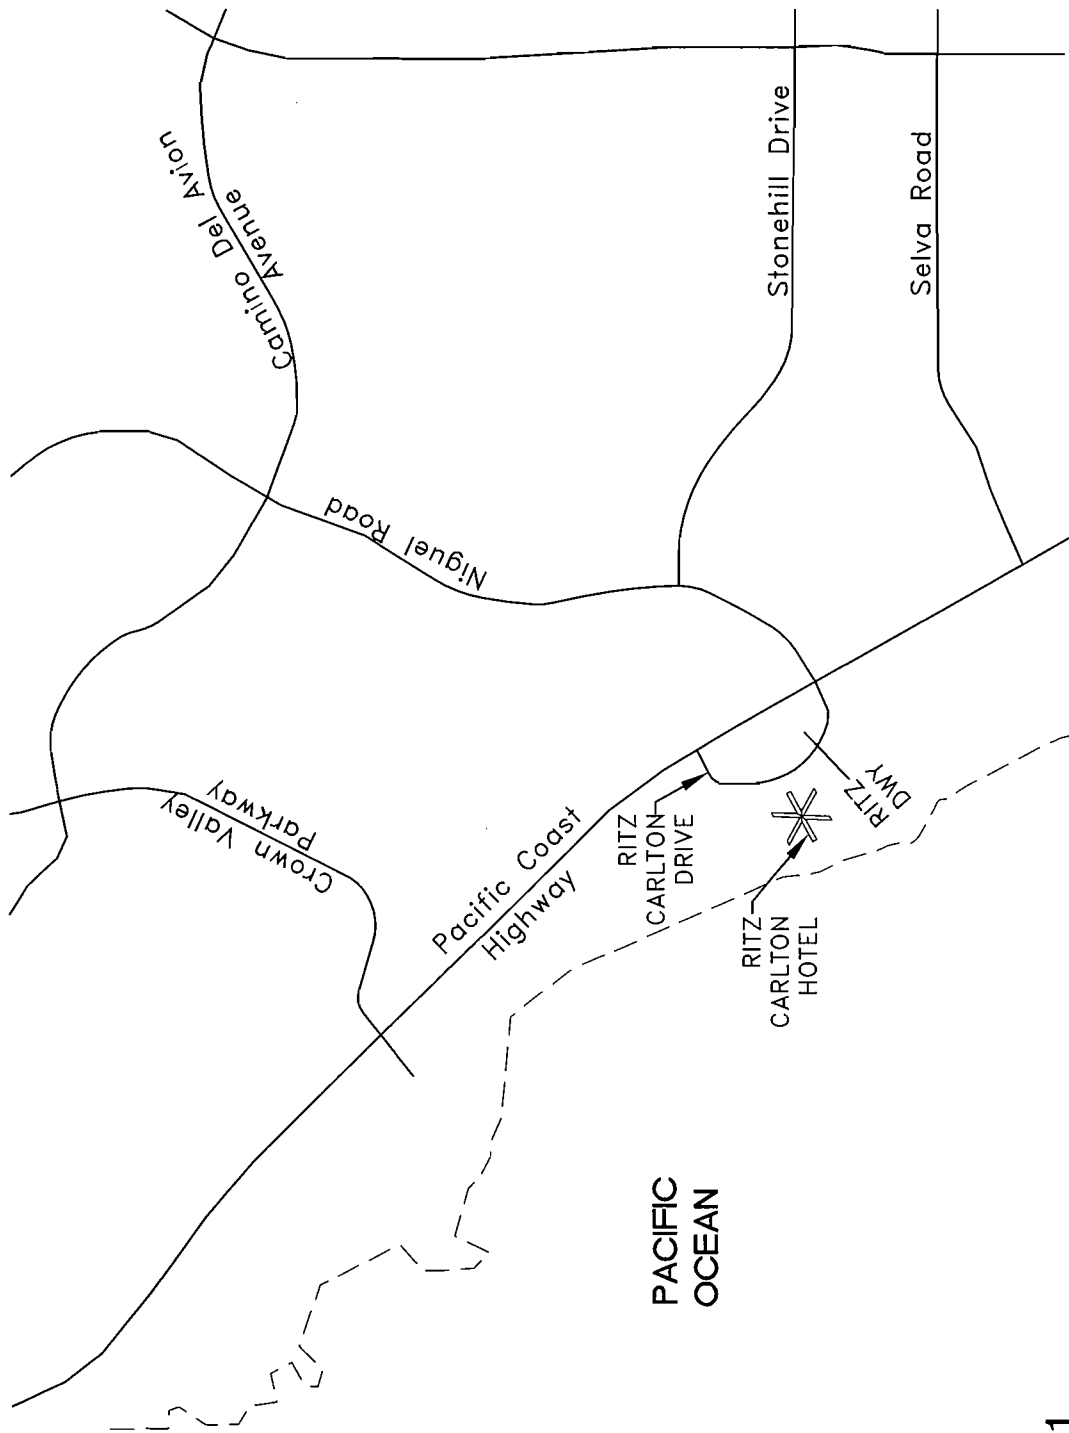 Camino Del Avion
Avenue
Niguel Road
Crown Valley
Parkway
Stonehill Drive
Selva Road
Pacific Coast
Highway
RITZ
CARLTON
DRIVE
RITZ
DWY
RITZ
CARLTON
HOTEL
PACIFIC
OCEAN
1